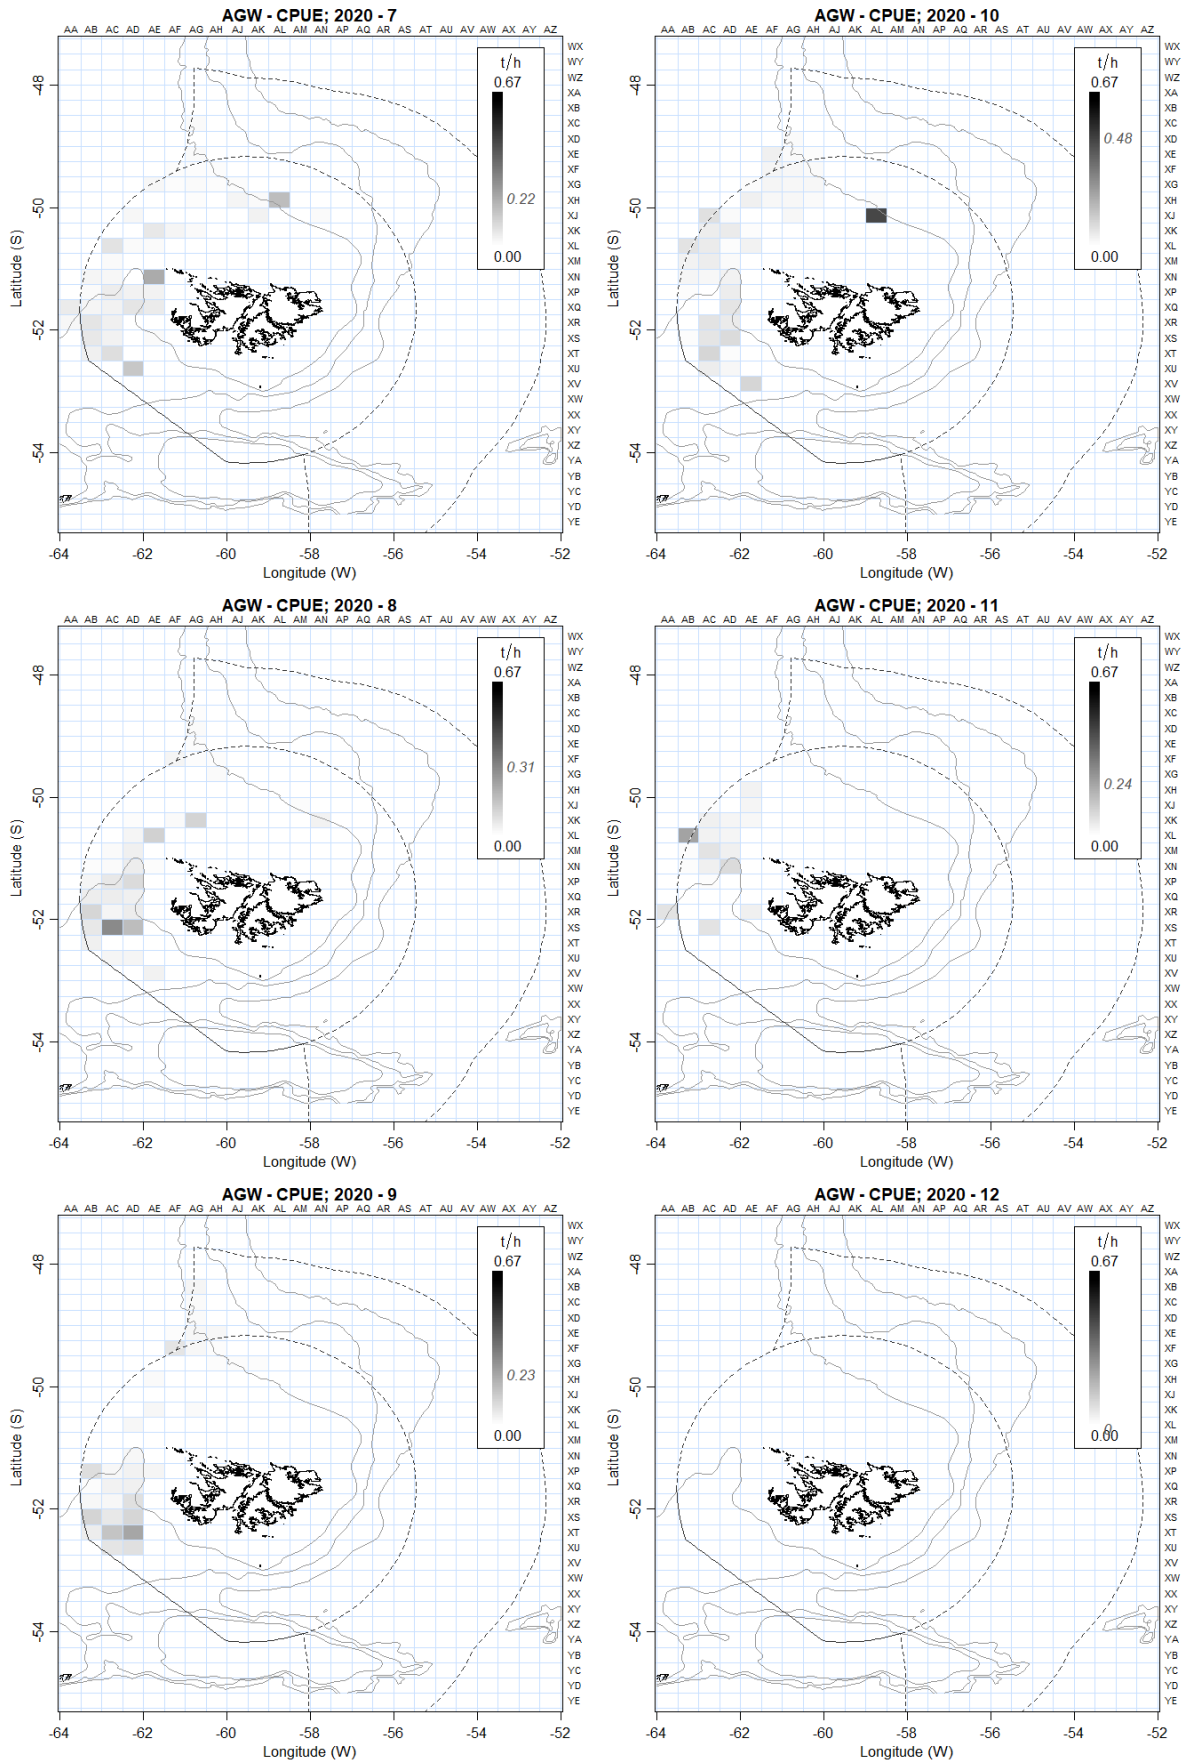 AGW - CPUE; 2020 - 7
AA AB AC AD AE AF AG AH AJ AK AL AM AN AP AQ AR AS AT AU AV AW AX AY AZ
t/h
0.67
0.22
0.00
WX
WY
WZ
XA
XB
XC
XD
XE
XF
XG
XH
XJ
XK
XL
XM
XN
XP
XQ
XR
XS
XT
XU
XV
XW
XX
XY
XZ
YA
YB
YC
YD
YE
-48
-50
-52
-54
Latitude (S)
-64 -62 -60 -58 -56 -54 -52
Longitude (W)
AGW - CPUE; 2020 - 8
AA AB AC AD AE AF AG AH AJ AK AL AM AN AP AQ AR AS AT AU AV AW AX AY AZ
t/h
0.67
0.31
0.00
WX
WY
WZ
XA
XB
XC
XD
XE
XF
XG
XH
XJ
XK
XL
XM
XN
XP
XQ
XR
XS
XT
XU
XV
XW
XX
XY
XZ
YA
YB
YC
YD
YE
-48
-50
-52
-54
Latitude (S)
-64 -62 -60 -58 -56 -54 -52
Longitude (W)
AGW - CPUE; 2020 - 9
AA AB AC AD AE AF AG AH AJ AK AL AM AN AP AQ AR AS AT AU AV AW AX AY AZ
t/h
0.67
0.23
0.00
WX
WY
WZ
XA
XB
XC
XD
XE
XF
XG
XH
XJ
XK
XL
XM
XN
XP
XQ
XR
XS
XT
XU
XV
XW
XX
XY
XZ
YA
YB
YC
YD
YE
-48
-50
-52
-54
Latitude (S)
-64 -62 -60 -58 -56 -54 -52
Longitude (W)
AGW - CPUE; 2020 - 10
AA AB AC AD AE AF AG AH AJ AK AL AM AN AP AQ AR AS AT AU AV AW AX AY AZ
t/h
0.67
0.48
0.00
WX
WY
WZ
XA
XB
XC
XD
XE
XF
XG
XH
XJ
XK
XL
XM
XN
XP
XQ
XR
XS
XT
XU
XV
XW
XX
XY
XZ
YA
YB
YC
YD
YE
-48
-50
-52
-54
Latitude (S)
-64 -62 -60 -58 -56 -54 -52
Longitude (W)
AGW - CPUE; 2020 - 11
AA AB AC AD AE AF AG AH AJ AK AL AM AN AP AQ AR AS AT AU AV AW AX AY AZ
t/h
0.67
0.24
0.00
WX
WY
WZ
XA
XB
XC
XD
XE
XF
XG
XH
XJ
XK
XL
XM
XN
XP
XQ
XR
XS
XT
XU
XV
XW
XX
XY
XZ
YA
YB
YC
YD
YE
-48
-50
-52
-54
Latitude (S)
-64 -62 -60 -58 -56 -54 -52
Longitude (W)
AGW - CPUE; 2020 - 12
AA AB AC AD AE AF AG AH AJ AK AL AM AN AP AQ AR AS AT AU AV AW AX AY AZ
t/h
0.67
0
0.00
WX
WY
WZ
XA
XB
XC
XD
XE
XF
XG
XH
XJ
XK
XL
XM
XN
XP
XQ
XR
XS
XT
XU
XV
XW
XX
XY
XZ
YA
YB
YC
YD
YE
-48
-50
-52
-54
Latitude (S)
-64 -62 -60 -58 -56 -54 -52
Longitude (W)